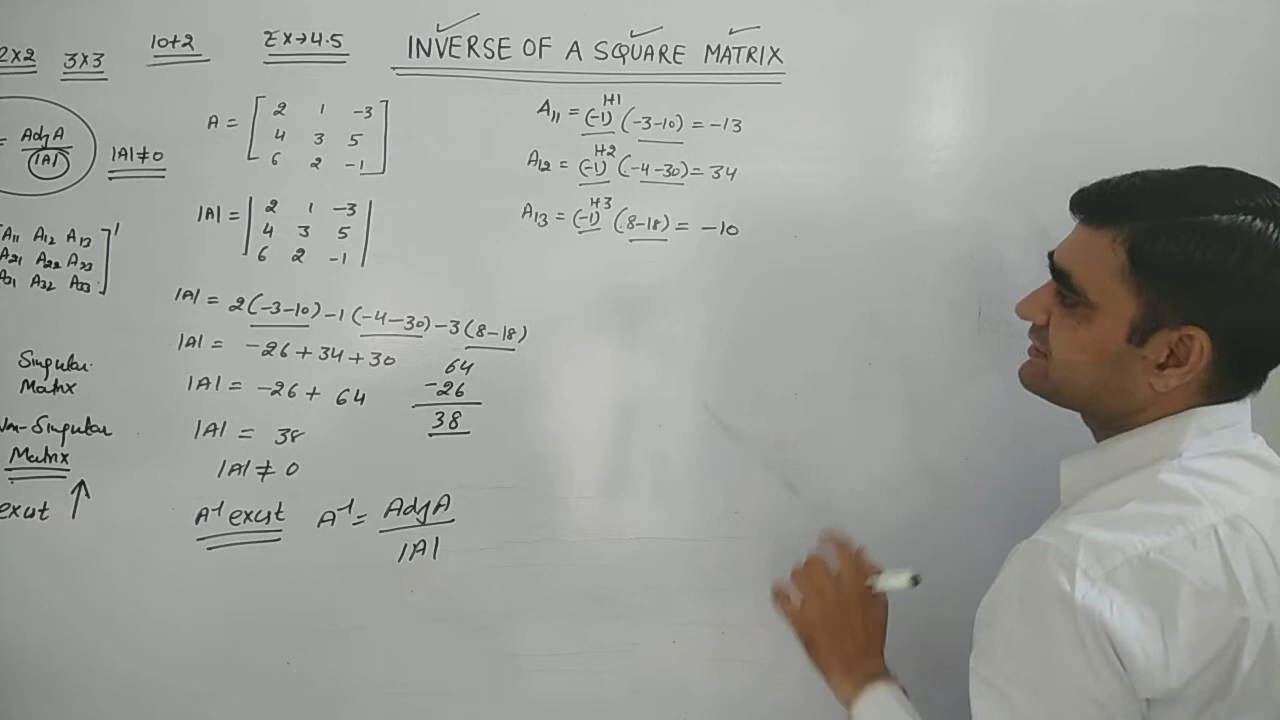 2X2 3X3 10+2 EX→4.5 INVERSE OF A SQUARE MATRIX
= Adj A / |A| |A|≠0
A11 A12 A13
A21 A22 A23
A31 A32 A33 ]'
Singular
Matrix
Non-Singular
Matrix
exist ↑
A = [
2 1 -3
4 3 5
6 2 -1 ]
|A| = |
2 1 -3
4 3 5
6 2 -1 |
|A| = 2(-3-10)-1(-4-30)-3(8-18)
|A| = -26+34+30
|A| = -26+ 64
64
-26
38
|A| = 38
|A| ≠ 0
A⁻¹ exist A⁻¹= Adj A / |A|
A11 = (-1)^1+1 (-3-10) = -13
A12 = (-1)^1+2 (-4-30) = 34
A13 = (-1)^1+3 (8-18) = -10